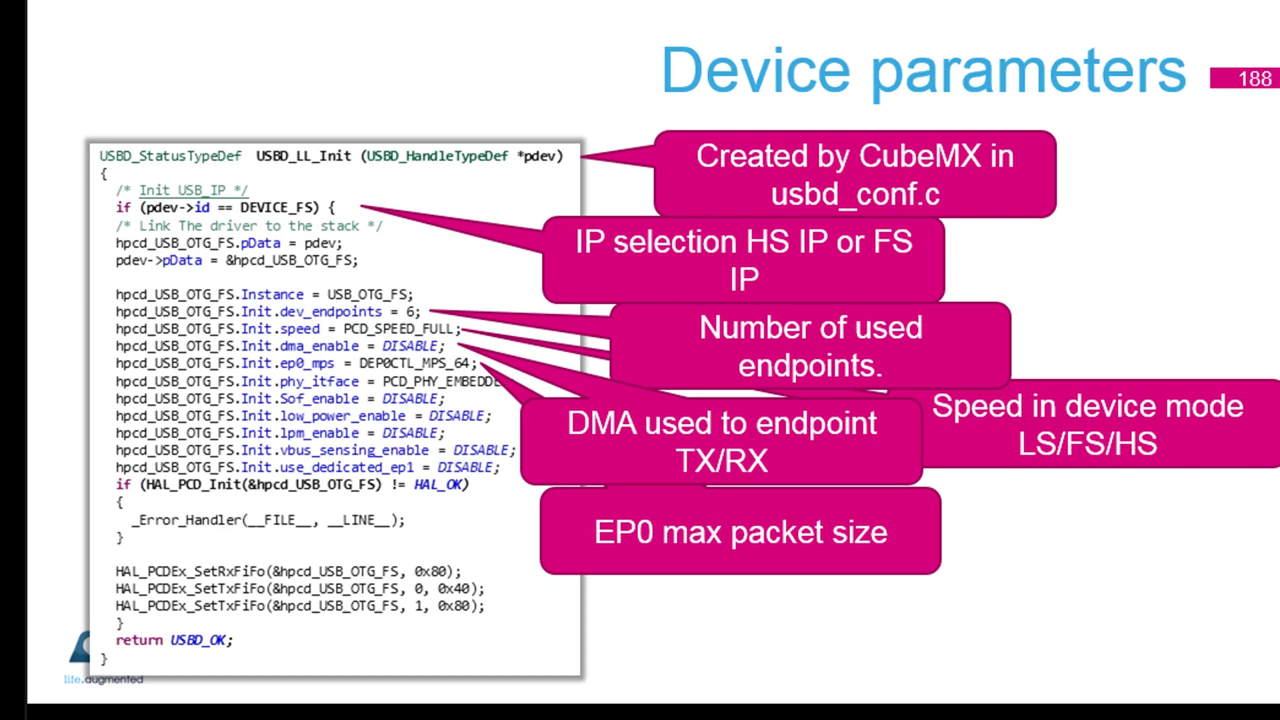 Device parameters
188
USBD_StatusTypeDef USBD_LL_Init (USBD_HandleTypeDef *pdev)
{
/* Init USB_IP */
if (pdev->id == DEVICE_FS) {
/* Link The driver to the stack */
hpcd_USB_OTG_FS.pData = pdev;
pdev->pData = &hpcd_USB_OTG_FS;
hpcd_USB_OTG_FS.Instance = USB_OTG_FS;
hpcd_USB_OTG_FS.Init.dev_endpoints = 6;
hpcd_USB_OTG_FS.Init.speed = PCD_SPEED_FULL;
hpcd_USB_OTG_FS.Init.dma_enable = DISABLE;
hpcd_USB_OTG_FS.Init.ep0_mps = DEP0CTL_MPS_64;
hpcd_USB_OTG_FS.Init.phy_itface = PCD_PHY_EMBEDDE
hpcd_USB_OTG_FS.Init.Sof_enable = DISABLE;
hpcd_USB_OTG_FS.Init.low_power_enable = DISABLE;
hpcd_USB_OTG_FS.Init.lpm_enable = DISABLE;
hpcd_USB_OTG_FS.Init.vbus_sensing_enable = DISABLE;
hpcd_USB_OTG_FS.Init.use_dedicated_ep1 = DISABLE;
if (HAL_PCD_Init(&hpcd_USB_OTG_FS) != HAL_OK)
{
_Error_Handler(__FILE__, __LINE__);
}
HAL_PCDEx_SetRxFiFo(&hpcd_USB_OTG_FS, 0x80);
HAL_PCDEx_SetTxFiFo(&hpcd_USB_OTG_FS, 0, 0x40);
HAL_PCDEx_SetTxFiFo(&hpcd_USB_OTG_FS, 1, 0x80);
}
return USBD_OK;
}
Created by CubeMX in
usbd_conf.c
IP selection HS IP or FS
IP
Number of used
endpoints.
Speed in device mode
LS/FS/HS
DMA used to endpoint
TX/RX
EP0 max packet size
life.augmented